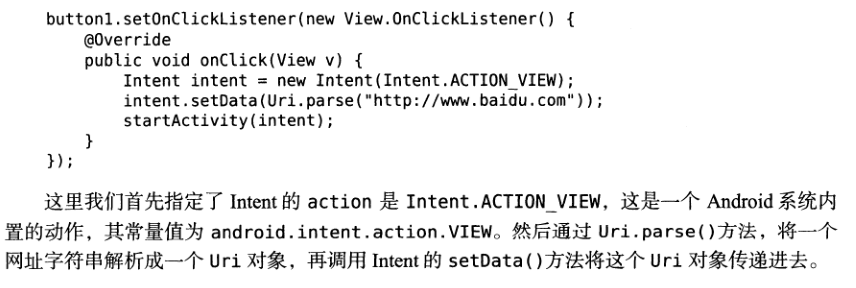 button1.setOnClickListener(new View.OnClickListener() {
    @Override
    public void onClick(View v) {
        Intent intent = new Intent(Intent.ACTION_VIEW);
        intent.setData(Uri.parse("http://www.baidu.com"));
        startActivity(intent);
    }
});
这里我们首先指定了 Intent 的 action 是 Intent.ACTION_VIEW，这是一个 Android 系统内
置的动作，其常量值为 android.intent.action.VIEW。然后通过 Uri.parse()方法，将一个
网址字符串解析成一个 Uri 对象，再调用 Intent 的 setData()方法将这个 Uri 对象传递进去。